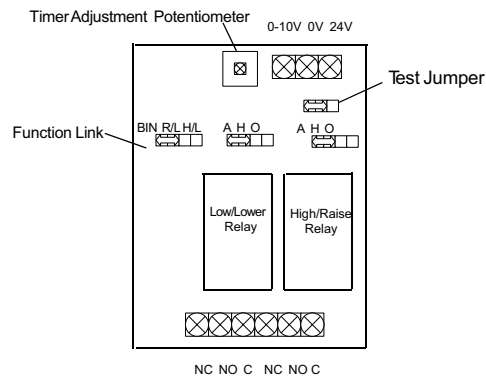 Timer Adjustment Potentiometer
0-10V 0V 24V
Test Jumper
Function Link
BIN R/L H/L
A H O
A H O
Low/Lower
Relay
High/Raise
Relay
NC NO C NC NO C